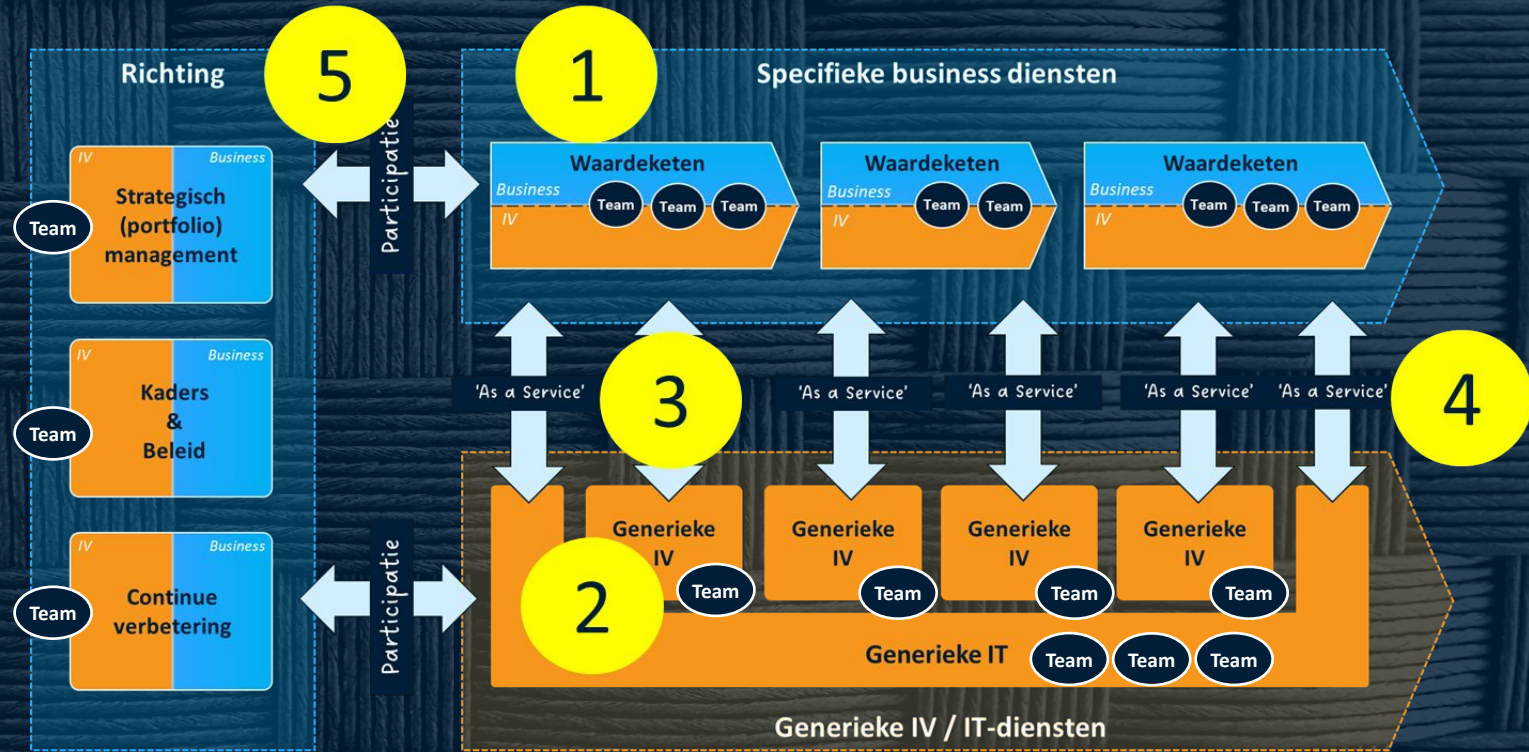 Richting
5
IV
Business
Strategisch
(portfolio)
management
Team
IV
Business
Kaders
&
Beleid
Team
IV
Business
Continue
verbetering
Team
Participatie
Participatie
1
Specifieke business diensten
Waardeketen
Business
Team
Team
Team
IV
Waardeketen
Business
Team
Team
IV
Waardeketen
Business
Team
Team
Team
IV
'As a Service'
3
'As a Service'
'As a Service'
'As a Service'
'As a Service'
4
Generieke
IV
Team
Generieke
IV
Team
Generieke
IV
Team
Generieke
IV
Team
2
Generieke IT
Team
Team
Team
Generieke IV / IT-diensten